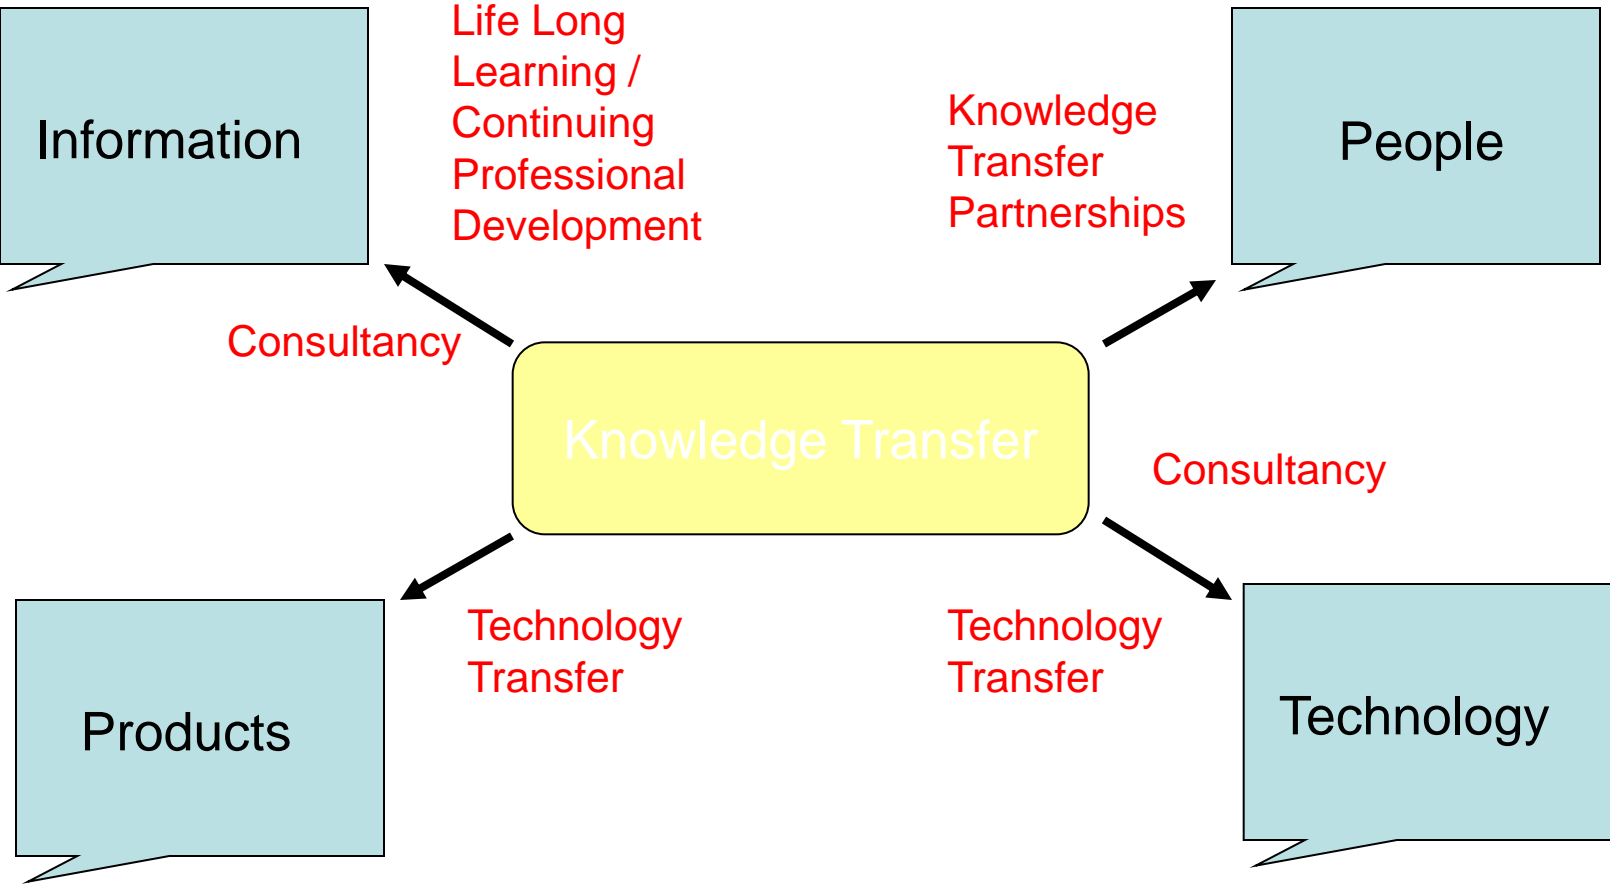 Life Long
Learning /
Continuing
Professional
Development
Knowledge
Transfer
Partnerships
Information
People
Consultancy
Knowledge Transfer
Consultancy
Technology
Transfer
Technology
Transfer
Products
Technology